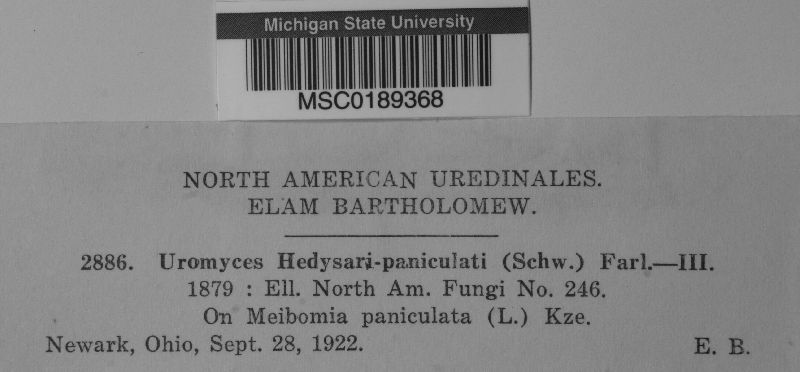 Michigan State University
MSC0189368
NORTH AMERICAN UREDINALES.
ELAM BARTHOLOMEW.
2886. Uromyces Hedysari-paniculati (Schw.) Farl.—III.
1879 : Ell. North Am. Fungi No. 246.
On Meibomia paniculata (L.) Kze.
Newark, Ohio, Sept. 28, 1922. E. B.